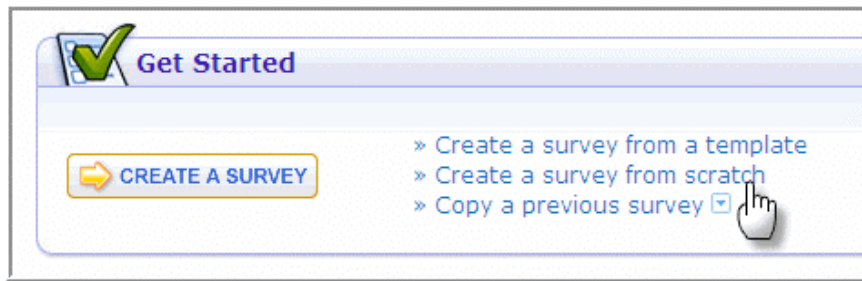 Get Started
CREATE A SURVEY
» Create a survey from a template
» Create a survey from scratch
» Copy a previous survey